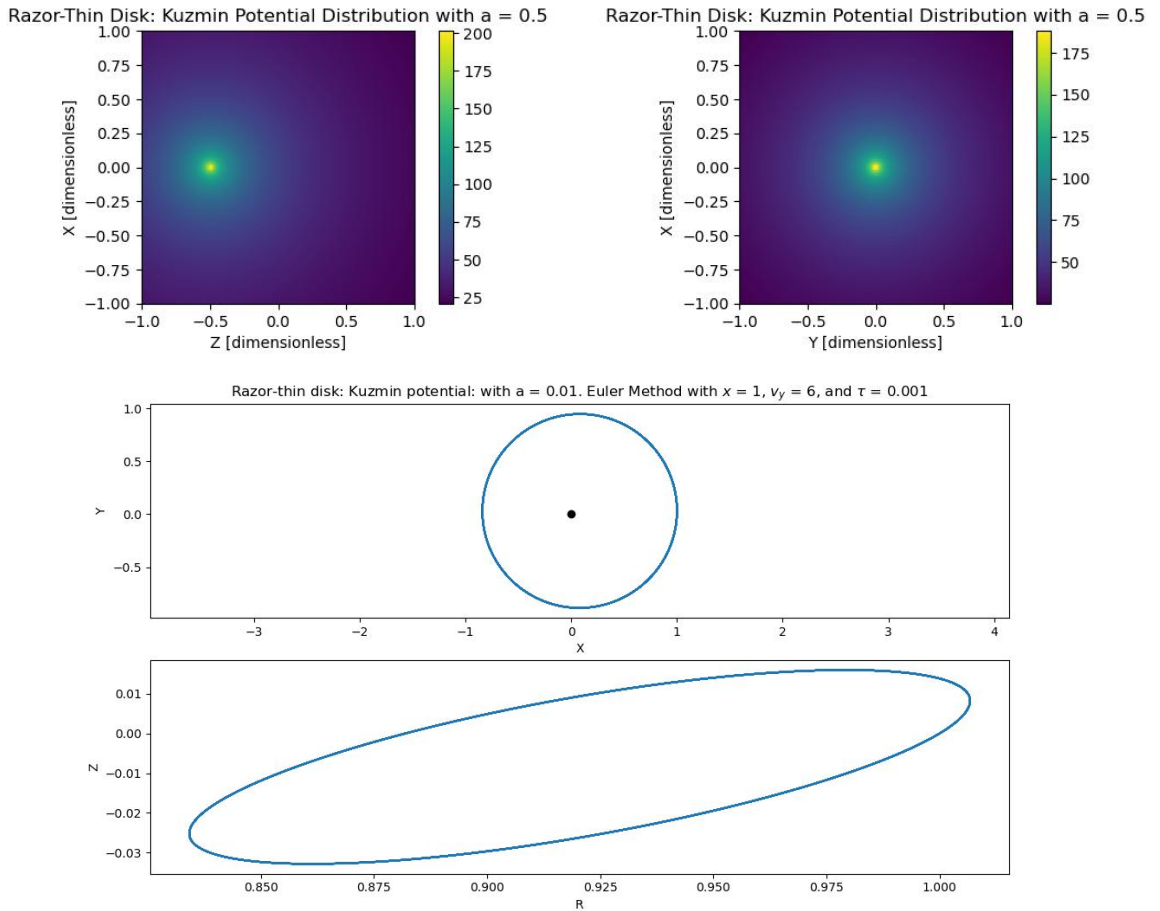 Razor-Thin Disk: Kuzmin Potential Distribution with a = 0.5
1.00
0.75
0.50
0.25
0.00
−0.25
−0.50
−0.75
−1.00
X [dimensionless]
−1.0 −0.5 0.0 0.5 1.0
Z [dimensionless]
200
175
150
125
100
75
50
25
Razor-Thin Disk: Kuzmin Potential Distribution with a = 0.5
1.00
0.75
0.50
0.25
0.00
−0.25
−0.50
−0.75
−1.00
X [dimensionless]
−1.0 −0.5 0.0 0.5 1.0
Y [dimensionless]
175
150
125
100
75
50
Razor-thin disk: Kuzmin potential: with a = 0.01. Euler Method with x = 1, v_y = 6, and τ = 0.001
1.0
0.5
0.0
−0.5
Y
−3 −2 −1 0 1 2 3 4
X
0.01
0.00
−0.01
−0.02
−0.03
Z
0.850 0.875 0.900 0.925 0.950 0.975 1.000
R